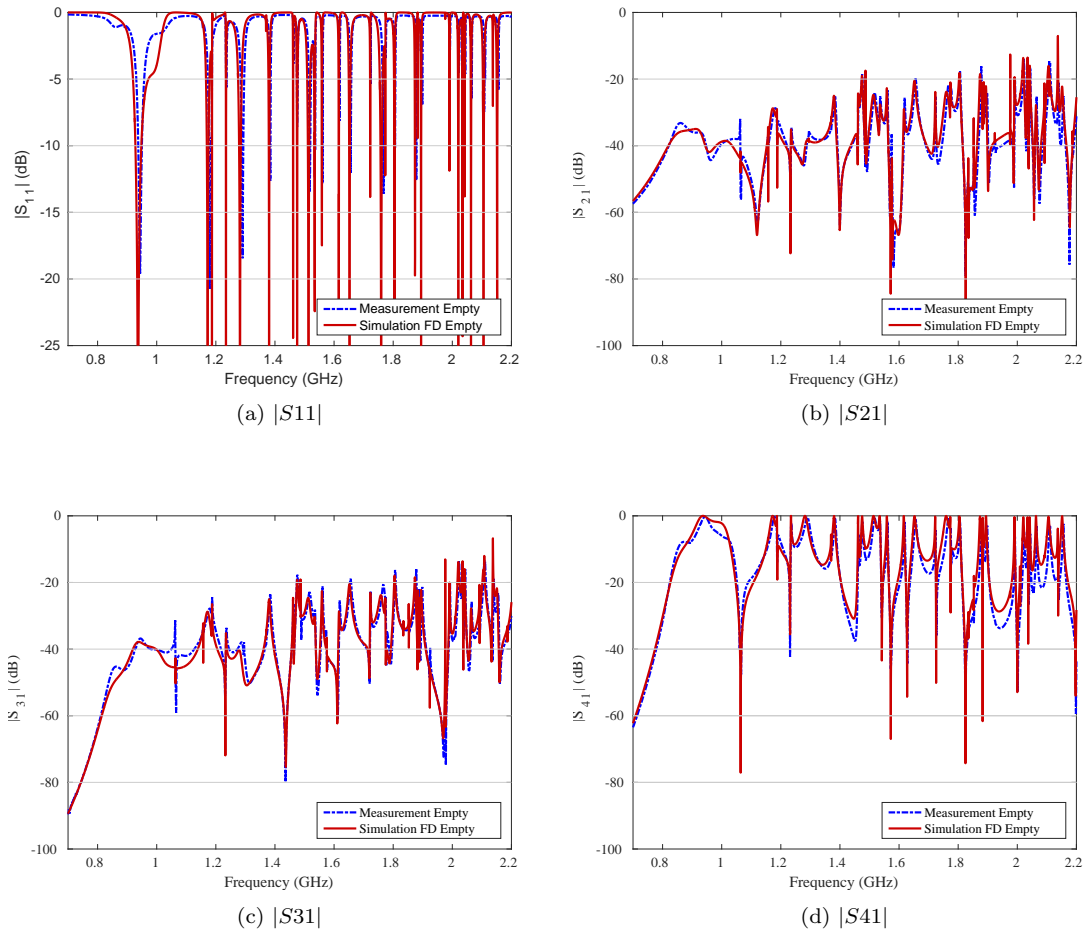 0
-5
-10
-15
-20
-25
|S11| (dB)
0.8 1 1.2 1.4 1.6 1.8 2 2.2
Frequency (GHz)
Measurement Empty
Simulation FD Empty
(a) |S11|
0
-20
-40
-60
-80
-100
|S21| (dB)
0.8 1 1.2 1.4 1.6 1.8 2 2.2
Frequency (GHz)
Measurement Empty
Simulation FD Empty
(b) |S21|
0
-20
-40
-60
-80
-100
|S31| (dB)
0.8 1 1.2 1.4 1.6 1.8 2 2.2
Frequency (GHz)
Measurement Empty
Simulation FD Empty
(c) |S31|
0
-20
-40
-60
-80
-100
|S41| (dB)
0.8 1 1.2 1.4 1.6 1.8 2 2.2
Frequency (GHz)
Measurement Empty
Simulation FD Empty
(d) |S41|